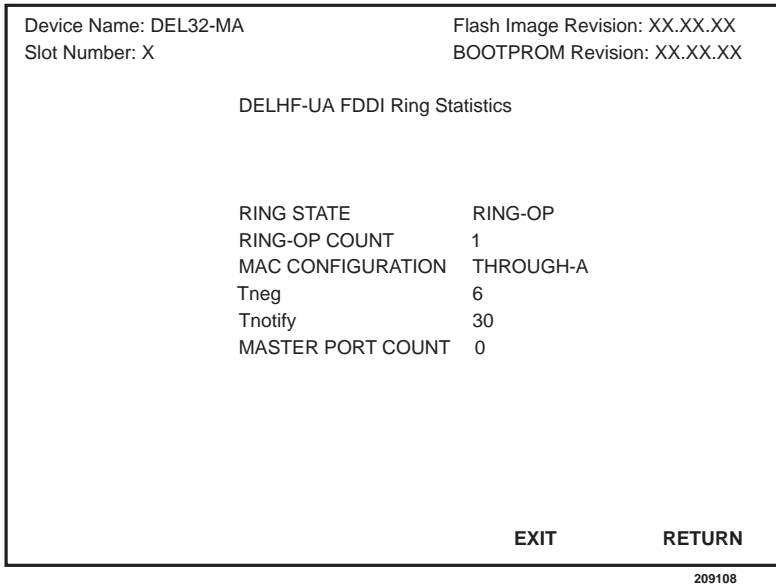 Device Name: DEL32-MA Flash Image Revision: XX.XX.XX
Slot Number: X BOOTPROM Revision: XX.XX.XX
DELHF-UA FDDI Ring Statistics
RING STATE RING-OP
RING-OP COUNT 1
MAC CONFIGURATION THROUGH-A
Tneg 6
Tnotify 30
MASTER PORT COUNT 0
EXIT RETURN
209108